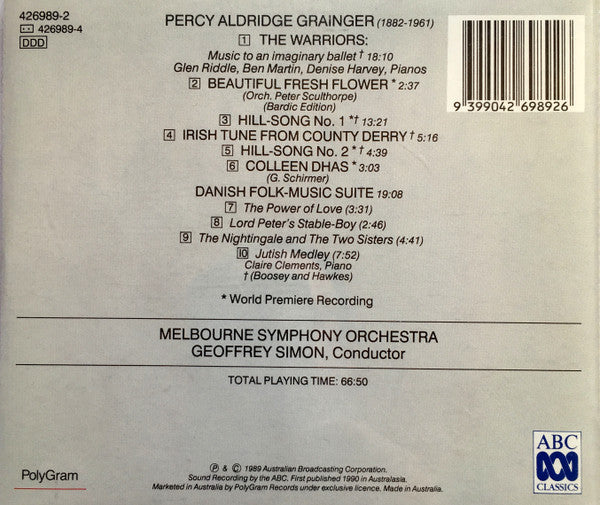 426989-2
426989-4
DDD
PERCY ALDRIDGE GRAINGER (1882-1961)
1 THE WARRIORS:
Music to an imaginary ballet † 18:10
Glen Riddle, Ben Martin, Denise Harvey, Pianos
2 BEAUTIFUL FRESH FLOWER * 2:37
(Orch. Peter Sculthorpe)
(Bardic Edition)
3 HILL-SONG No. 1 *† 13:21
4 IRISH TUNE FROM COUNTY DERRY † 5:16
5 HILL-SONG No. 2 *† 4:39
6 COLLEEN DHAS * 3:03
(G. Schirmer)
DANISH FOLK-MUSIC SUITE 19:08
7 The Power of Love (3:31)
8 Lord Peter's Stable-Boy (2:46)
9 The Nightingale and The Two Sisters (4:41)
10 Jutish Medley (7:52)
Claire Clements, Piano
† (Boosey and Hawkes)
* World Premiere Recording
9 399042 698926
MELBOURNE SYMPHONY ORCHESTRA
GEOFFREY SIMON, Conductor
TOTAL PLAYING TIME: 66:50
PolyGram
℗ & © 1989 Australian Broadcasting Corporation.
Sound Recording by the ABC. First published 1990 in Australasia.
Marketed in Australia by PolyGram Records under exclusive licence. Made in Australia.
ABC
CLASSICS